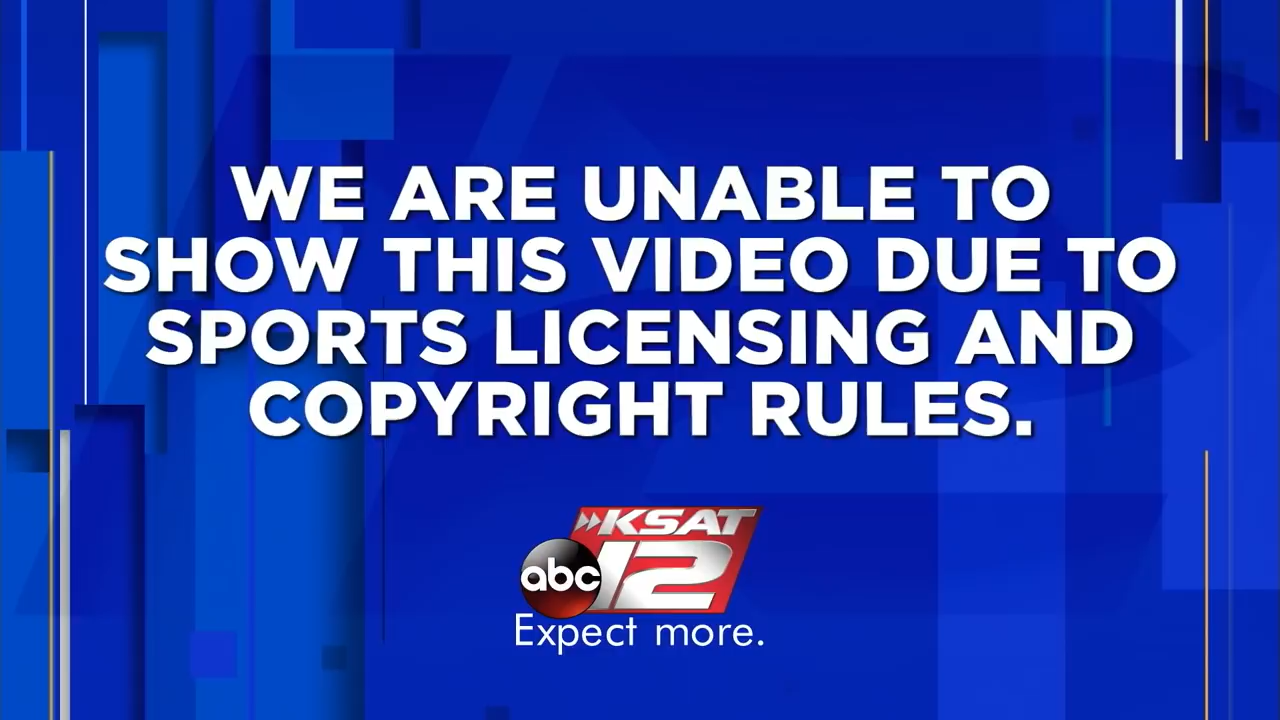 WE ARE UNABLE TO
SHOW THIS VIDEO DUE TO
SPORTS LICENSING AND
COPYRIGHT RULES.
KSAT
abc 12
Expect more.